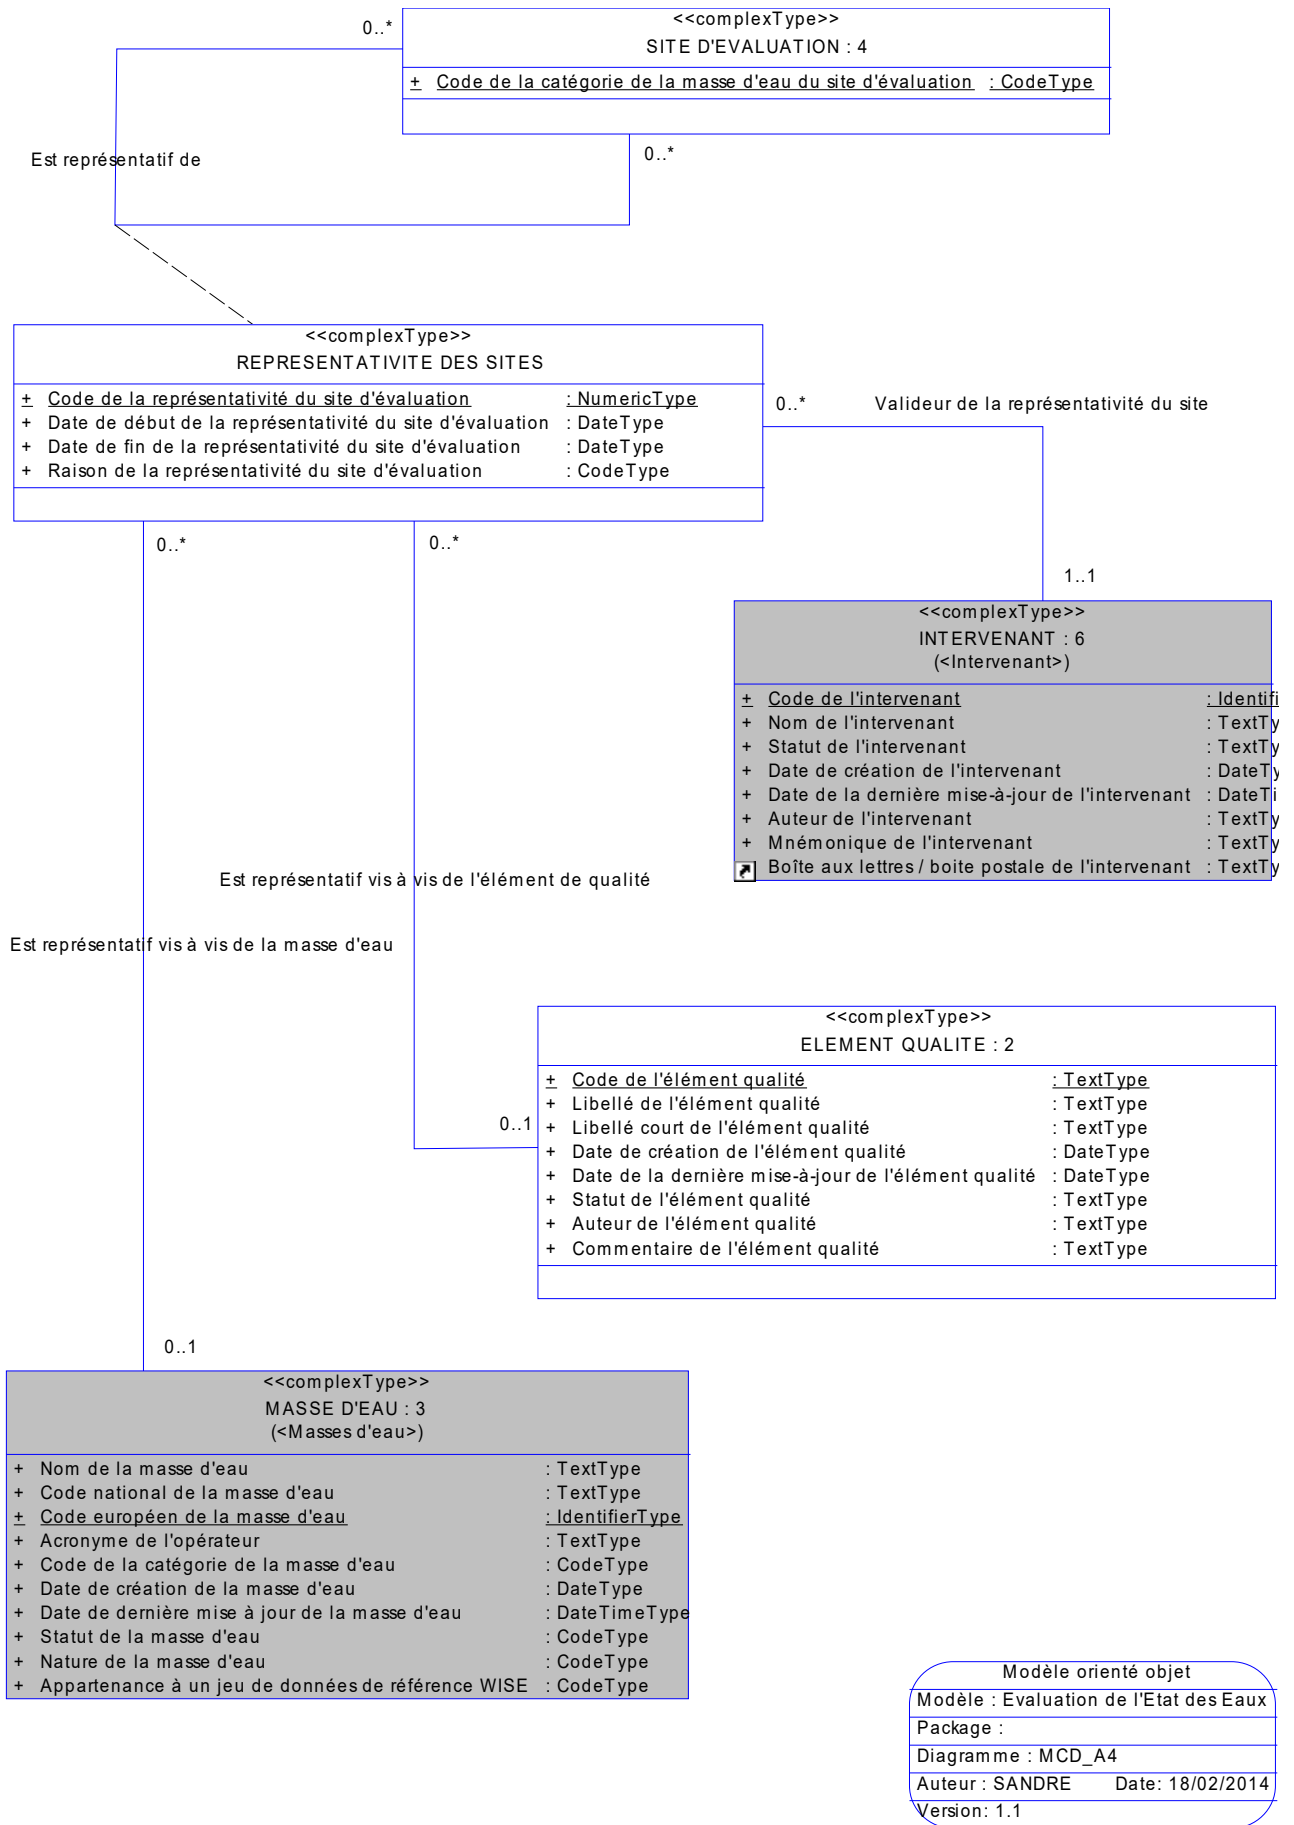 0..*
<<complexType>>
SITE D'EVALUATION : 4
+ Code de la catégorie de la masse d'eau du site d'évaluation : CodeType
0..*
Est représentatif de
<<complexType>>
REPRESENTATIVITE DES SITES
+ Code de la représentativité du site d'évaluation : NumericType
+ Date de début de la représentativité du site d'évaluation : DateType
+ Date de fin de la représentativité du site d'évaluation : DateType
+ Raison de la représentativité du site d'évaluation : CodeType
0..* Valideur de la représentativité du site
0..*
0..*
1..1
<<complexType>>
INTERVENANT : 6
(<Intervenant>)
+ Code de l'intervenant : Identifi
+ Nom de l'intervenant : TextTy
+ Statut de l'intervenant : TextTy
+ Date de création de l'intervenant : DateTy
+ Date de la dernière mise-à-jour de l'intervenant : DateTi
+ Auteur de l'intervenant : TextTy
+ Mnémonique de l'intervenant : TextTy
Boîte aux lettres / boite postale de l'intervenant : TextTy
Est représentatif vis à vis de l'élément de qualité
Est représentatif vis à vis de la masse d'eau
<<complexType>>
ELEMENT QUALITE : 2
+ Code de l'élément qualité : TextType
+ Libellé de l'élément qualité : TextType
+ Libellé court de l'élément qualité : TextType
+ Date de création de l'élément qualité : DateType
+ Date de la dernière mise-à-jour de l'élément qualité : DateType
+ Statut de l'élément qualité : TextType
+ Auteur de l'élément qualité : TextType
+ Commentaire de l'élément qualité : TextType
0..1
0..1
<<complexType>>
MASSE D'EAU : 3
(<Masses d'eau>)
+ Nom de la masse d'eau : TextType
+ Code national de la masse d'eau : TextType
+ Code européen de la masse d'eau : IdentifierType
+ Acronyme de l'opérateur : TextType
+ Code de la catégorie de la masse d'eau : CodeType
+ Date de création de la masse d'eau : DateType
+ Date de dernière mise à jour de la masse d'eau : DateTimeType
+ Statut de la masse d'eau : CodeType
+ Nature de la masse d'eau : CodeType
+ Appartenance à un jeu de données de référence WISE : CodeType
Modèle orienté objet
Modèle : Evaluation de l'Etat des Eaux
Package :
Diagramme : MCD_A4
Auteur : SANDRE Date: 18/02/2014
Version: 1.1